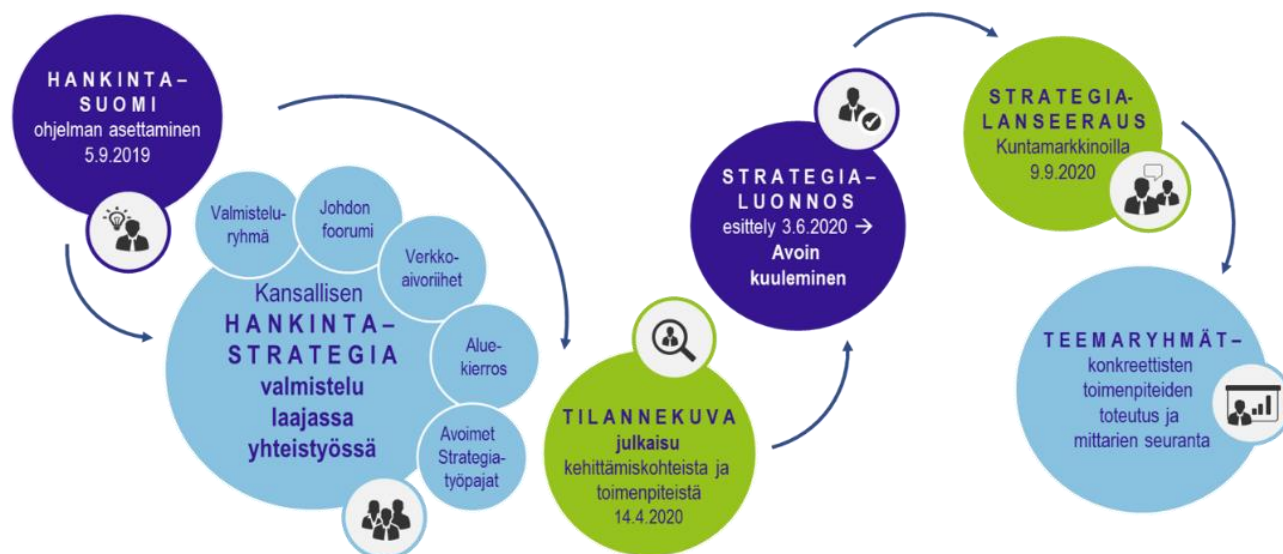 HANKINTA–
SUOMI
ohjelman asettaminen
5.9.2019
Valmistelu-
ryhmä
Johdon
foorumi
Verkko-
aivoriihet
Alue-
kierros
Avoimet
Strategia-
työpajat
Kansallisen
HANKINTA–
STRATEGIA
valmistelu
laajassa
yhteistyössä
TILANNEKUVA
julkaisu
kehittämiskohteista ja
toimenpiteistä
14.4.2020
STRATEGIA–
LUONNOS
esittely 3.6.2020 →
Avoin
kuuleminen
STRATEGIA-
LANSEERAUS
Kuntamarkkinoilla
9.9.2020
TEEMARYHMÄT–
konkreettisten
toimenpiteiden
toteutus ja
mittarien seuranta